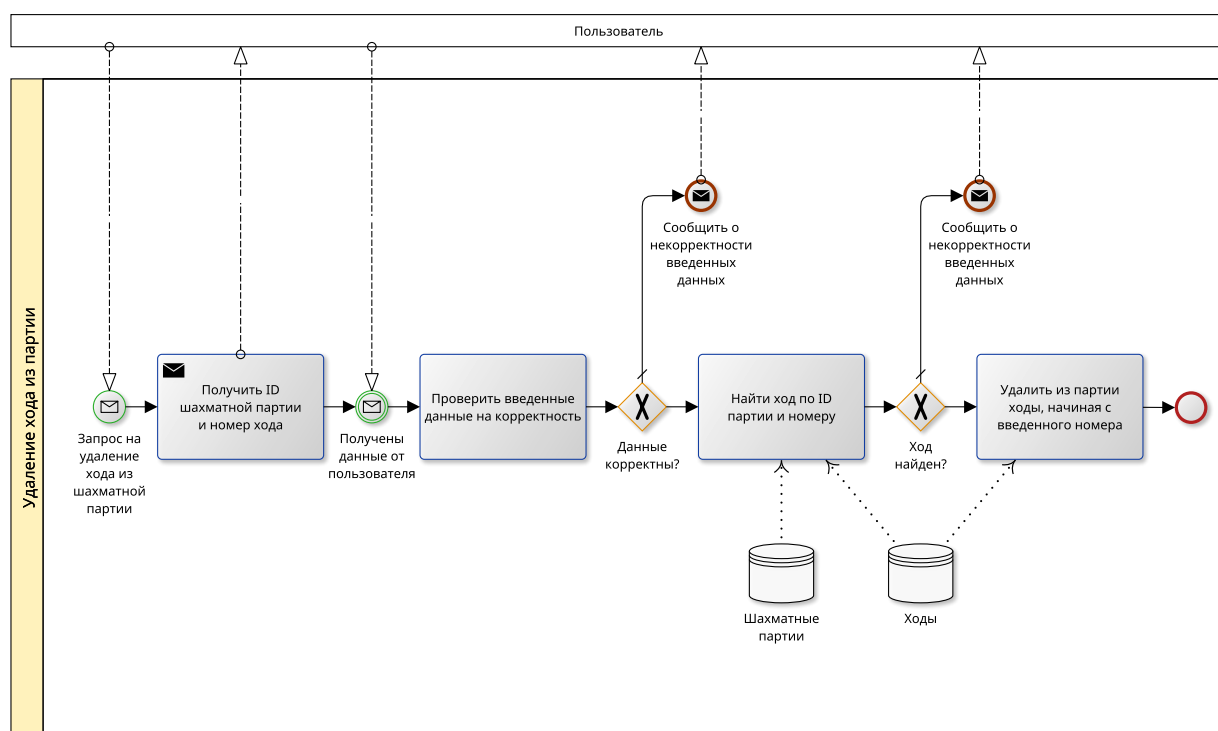 Пользователь
Удаление хода из партии
Сообщить о
некорректности
введенных
данных
Сообщить о
некорректности
введенных
данных
Получить ID
шахматной партии
и номер хода
Проверить введенные
данные на корректность
Найти ход по ID
партии и номеру
Удалить из партии
ходы, начиная с
введенного номера
Запрос на
удаление
хода из
шахматной
партии
Получены
данные от
пользователя
Данные
корректны?
Ход
найден?
Шахматные
партии
Ходы